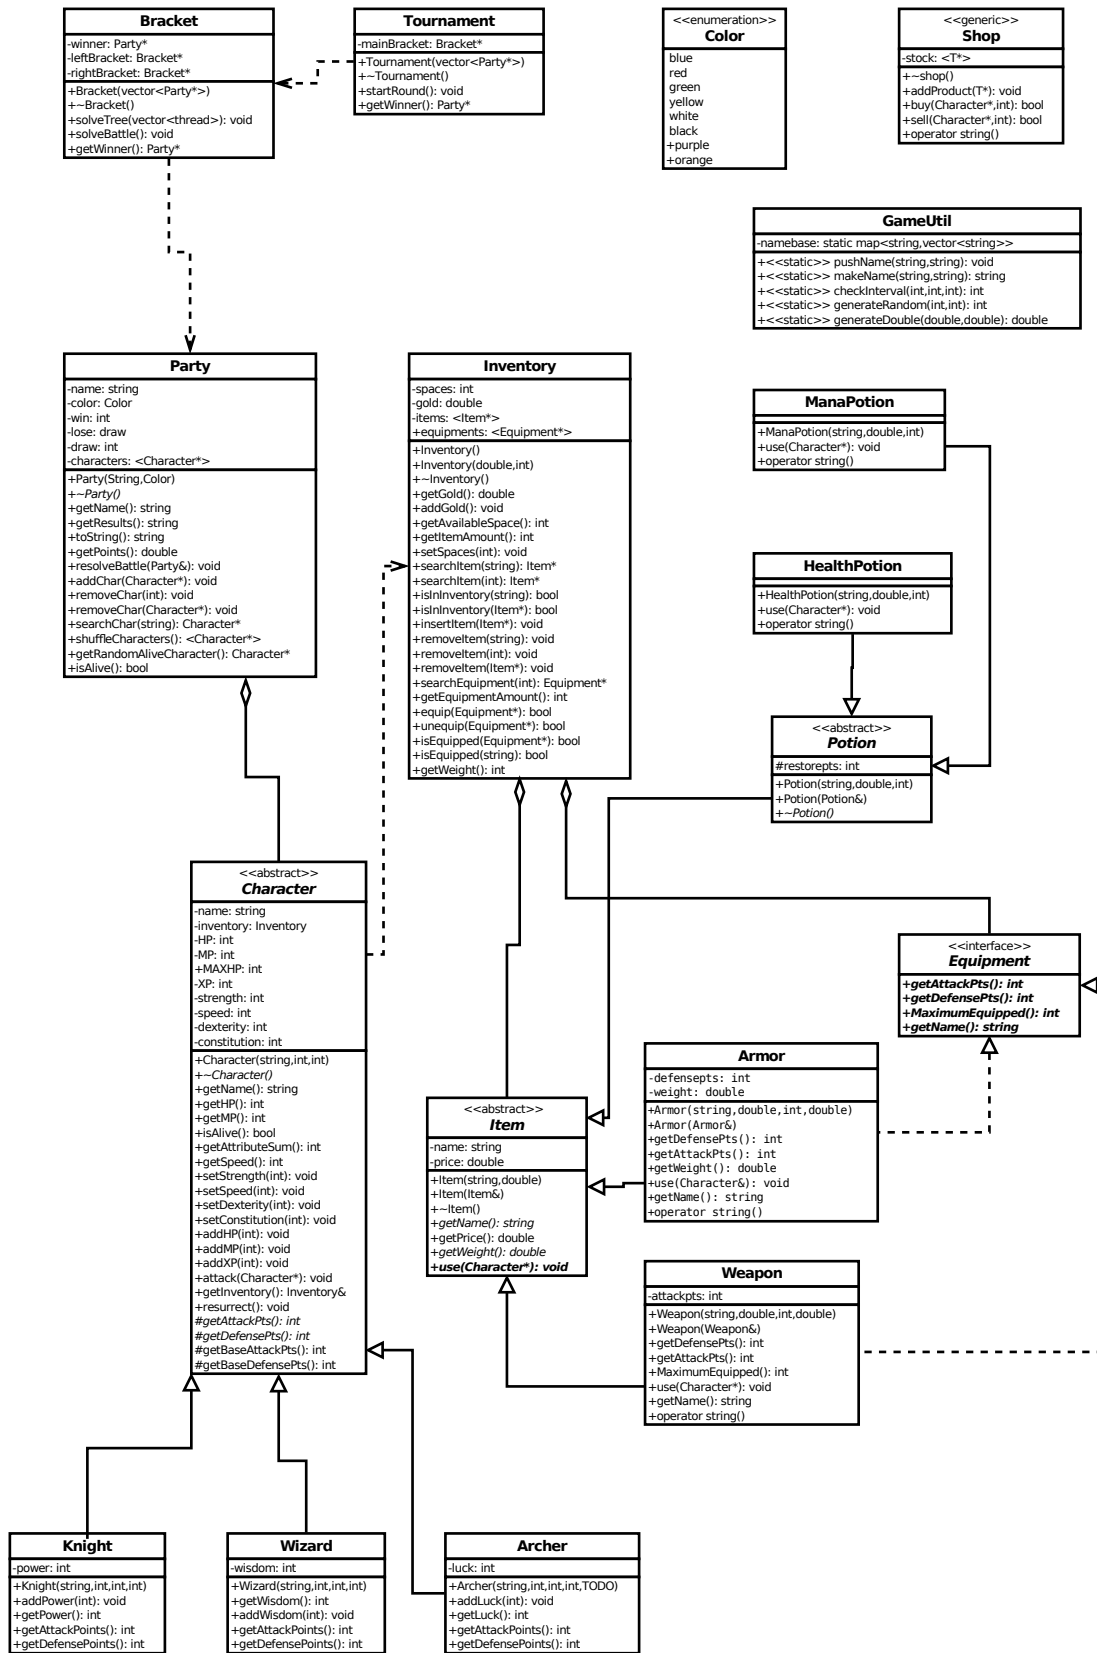 Bracket
-winner: Party*
-leftBracket: Bracket*
-rightBracket: Bracket*
+Bracket(vector<Party*>)
+~Bracket()
+solveTree(vector<thread>): void
+solveBattle(): void
+getWinner(): Party*
Tournament
-mainBracket: Bracket*
+Tournament(vector<Party*>)
+~Tournament()
+startRound(): void
+getWinner(): Party*
<<enumeration>>
Color
blue
red
green
yellow
white
black
+purple
+orange
<<generic>>
Shop
-stock: <T*>
+~shop()
+addProduct(T*): void
+buy(Character*,int): bool
+sell(Character*,int): bool
+operator string()
GameUtil
-namebase: static map<string,vector<string>>
+<<static>> pushName(string,string): void
+<<static>> makeName(string,string): string
+<<static>> checkInterval(int,int,int): int
+<<static>> generateRandom(int,int): int
+<<static>> generateDouble(double,double): double
Party
-name: string
-color: Color
-win: int
-lose: draw
-draw: int
-characters: <Character*>
+Party(String,Color)
+~Party()
+getName(): string
+getResults(): string
+toString(): string
+getPoints(): double
+resolveBattle(Party&): void
+addChar(Character*): void
+removeChar(int): void
+removeChar(Character*): void
+searchChar(string): Character*
+shuffleCharacters(): <Character*>
+getRandomAliveCharacter(): Character*
+isAlive(): bool
Inventory
-spaces: int
-gold: double
-items: <Item*>
+equipments: <Equipment*>
+Inventory()
+Inventory(double,int)
+~Inventory()
+getGold(): double
+addGold(): void
+getAvailableSpace(): int
+getItemAmount(): int
+setSpaces(int): void
+searchItem(string): Item*
+searchItem(int): Item*
+isInInventory(string): bool
+isInInventory(Item*): bool
+insertItem(Item*): void
+removeItem(string): void
+removeItem(int): void
+removeItem(Item*): void
+searchEquipment(int): Equipment*
+getEquipmentAmount(): int
+equip(Equipment*): bool
+unequip(Equipment*): bool
+isEquipped(Equipment*): bool
+isEquipped(string): bool
+getWeight(): int
ManaPotion
+ManaPotion(string,double,int)
+use(Character*): void
+operator string()
HealthPotion
+HealthPotion(string,double,int)
+use(Character*): void
+operator string()
<<abstract>>
Potion
#restorepts: int
+Potion(string,double,int)
+Potion(Potion&)
+~Potion()
<<abstract>>
Character
-name: string
-inventory: Inventory
-HP: int
-MP: int
+MAXHP: int
-XP: int
-strength: int
-speed: int
-dexterity: int
-constitution: int
+Character(string,int,int)
+~Character()
+getName(): string
+getHP(): int
+getMP(): int
+isAlive(): bool
+getAttributeSum(): int
+getSpeed(): int
+setStrength(int): void
+setSpeed(int): void
+setDexterity(int): void
+setConstitution(int): void
+addHP(int): void
+addMP(int): void
+addXP(int): void
+attack(Character*): void
+getInventory(): Inventory&
+resurrect(): void
#getAttackPts(): int
#getDefensePts(): int
#getBaseAttackPts(): int
#getBaseDefensePts(): int
<<interface>>
Equipment
+getAttackPts(): int
+getDefensePts(): int
+MaximumEquipped(): int
+getName(): string
Armor
-defensepts: int
-weight: double
+Armor(string,double,int,double)
+Armor(Armor&)
+getDefensePts(): int
+getAttackPts(): int
+getWeight(): double
+use(Character&): void
+getName(): string
+operator string()
<<abstract>>
Item
-name: string
-price: double
+Item(string,double)
+Item(Item&)
+~Item()
+getName(): string
+getPrice(): double
+getWeight(): double
+use(Character*): void
Weapon
-attackpts: int
+Weapon(string,double,int,double)
+Weapon(Weapon&)
+getDefensePts(): int
+getAttackPts(): int
+MaximumEquipped(): int
+use(Character*): void
+getName(): string
+operator string()
Knight
-power: int
+Knight(string,int,int,int)
+addPower(int): void
+getPower(): int
+getAttackPoints(): int
+getDefensePoints(): int
Wizard
-wisdom: int
+Wizard(string,int,int,int)
+getWisdom(): int
+addWisdom(int): void
+getAttackPoints(): int
+getDefensePoints(): int
Archer
-luck: int
+Archer(string,int,int,int,TODO)
+addLuck(int): void
+getLuck(): int
+getAttackPoints(): int
+getDefensePoints(): int